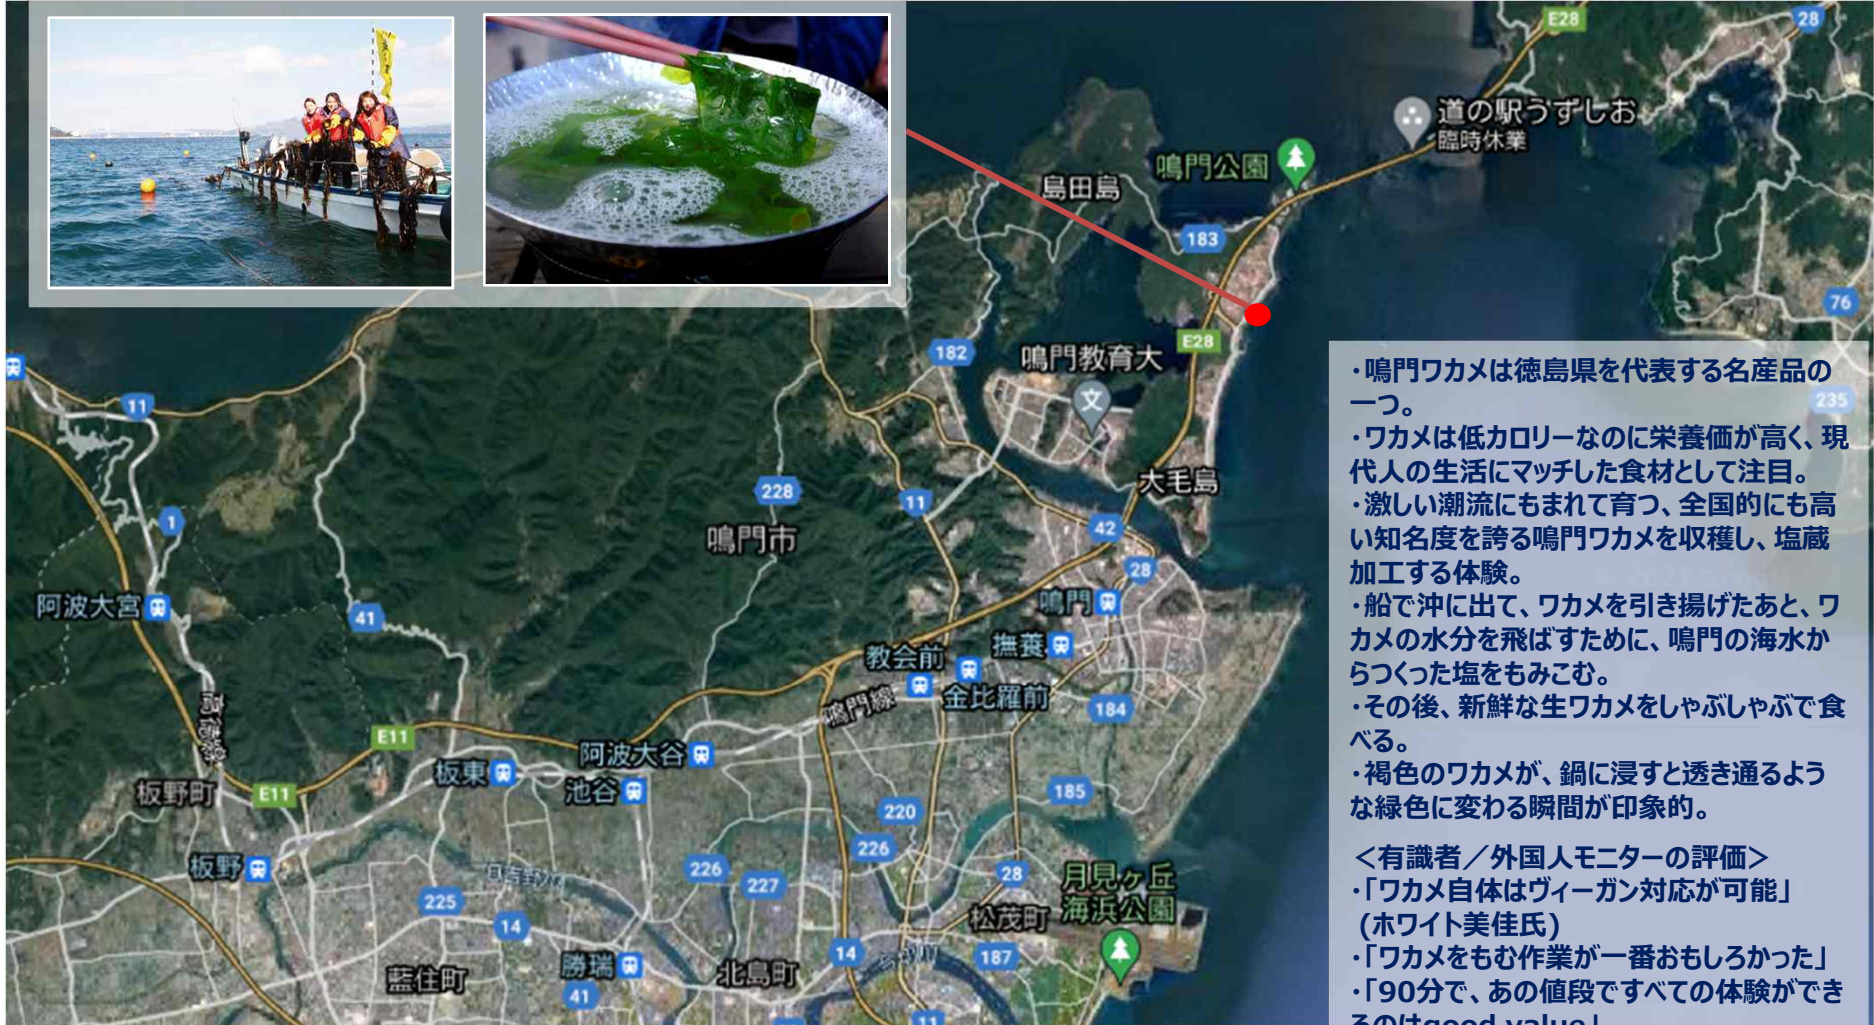 E28
28
道の駅うずしお
臨時休業
鳴門公園
島田島
183
76
E28
182
鳴門教育大
文
235
11
大毛島
228
11
42
1
鳴門市
28
阿波大宮
鳴門
41
撫養
教会前
金比羅前
鳴門線
184
高徳線
E11
阿波大谷
板東
池谷
板野町
E11
185
220
226
板野
226
227
28
月見ヶ丘
海浜公園
225
14
松茂町
14
187
勝瑞
北島町
藍住町
41
11
・鳴門ワカメは徳島県を代表する名産品の
一つ。
・ワカメは低カロリーなのに栄養価が高く、現
代人の生活にマッチした食材として注目。
・激しい潮流にもまれて育つ、全国的にも高
い知名度を誇る鳴門ワカメを収穫し、塩蔵
加工する体験。
・船で沖に出て、ワカメを引き揚げたあと、ワ
カメの水分を飛ばすために、鳴門の海水か
らつくった塩をもみこむ。
・その後、新鮮な生ワカメをしゃぶしゃぶで食
べる。
・褐色のワカメが、鍋に浸すと透き通るよう
な緑色に変わる瞬間が印象的。
＜有識者／外国人モニターの評価＞
・「ワカメ自体はヴィーガン対応が可能」
(ホワイト美佳氏)
・「ワカメをもむ作業が一番おもしろかった」
・「90分で、あの値段ですべての体験ができ
るのはgood value」